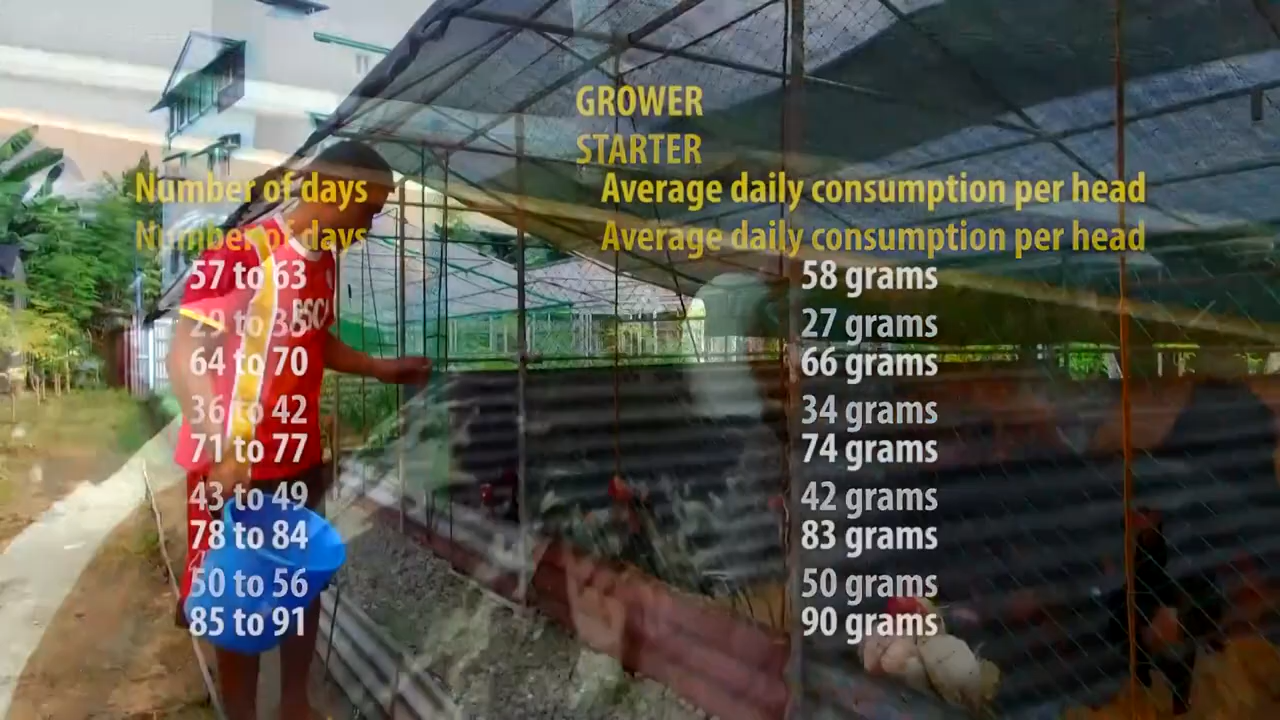 GROWER
STARTER
Number of days Average daily consumption per head
Number of days Average daily consumption per head
57 to 63 58 grams
29 to 35 27 grams
64 to 70 66 grams
36 to 42 34 grams
71 to 77 74 grams
43 to 49 42 grams
78 to 84 83 grams
50 to 56 50 grams
85 to 91 90 grams